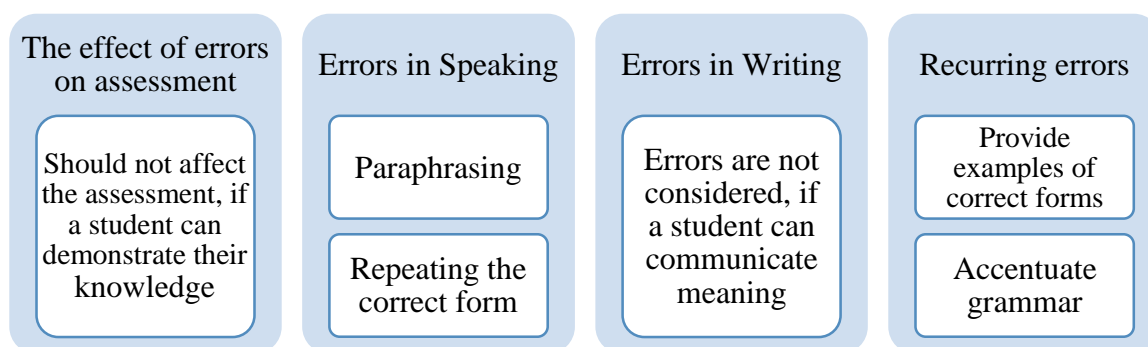 The effect of errors
on assessment
Should not affect
the assessment, if
a student can
demonstrate their
knowledge
Errors in Speaking
Paraphrasing
Repeating the
correct form
Errors in Writing
Errors are not
considered, if
a student can
communicate
meaning
Recurring errors
Provide
examples of
correct forms
Accentuate
grammar